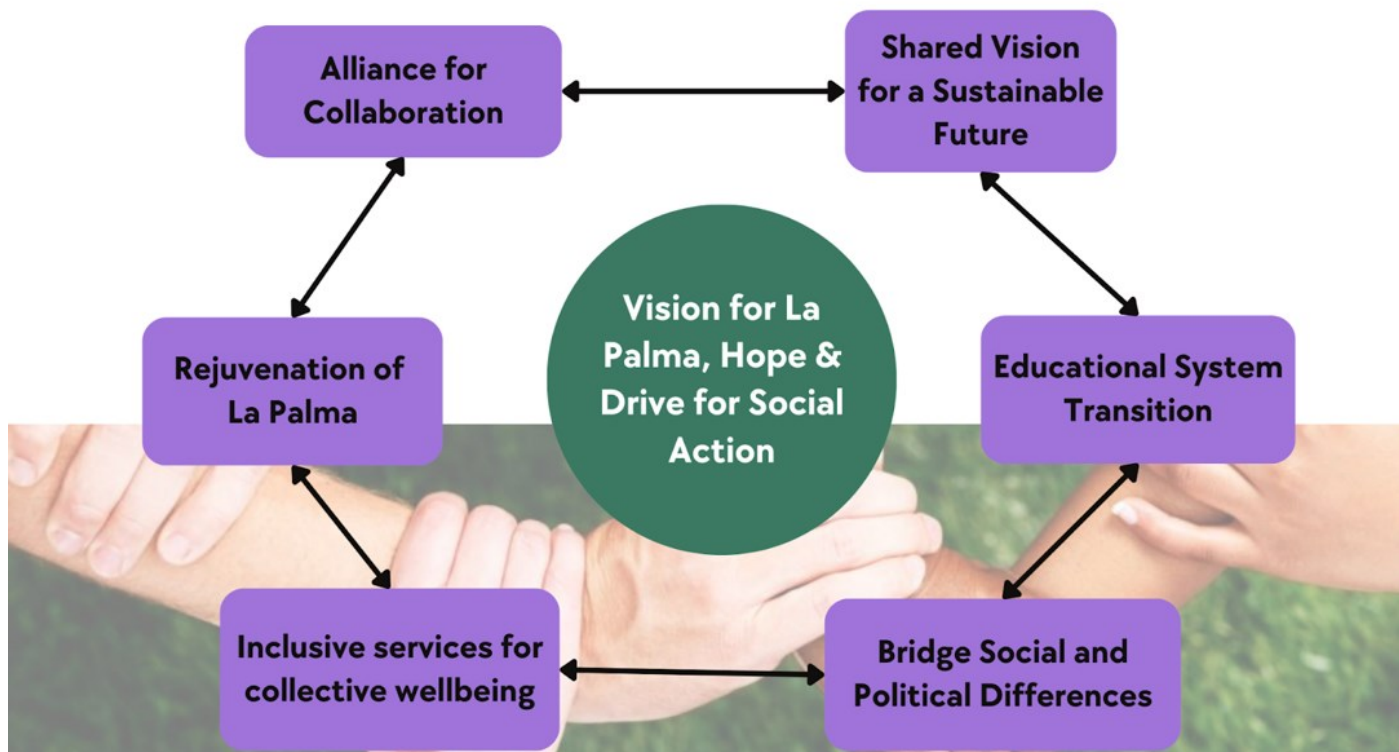 Alliance for
Collaboration
Shared Vision
for a Sustainable
Future
Vision for La
Palma, Hope &
Drive for Social
Action
Rejuvenation of
La Palma
Educational System
Transition
Inclusive services for
collective wellbeing
Bridge Social and
Political Differences